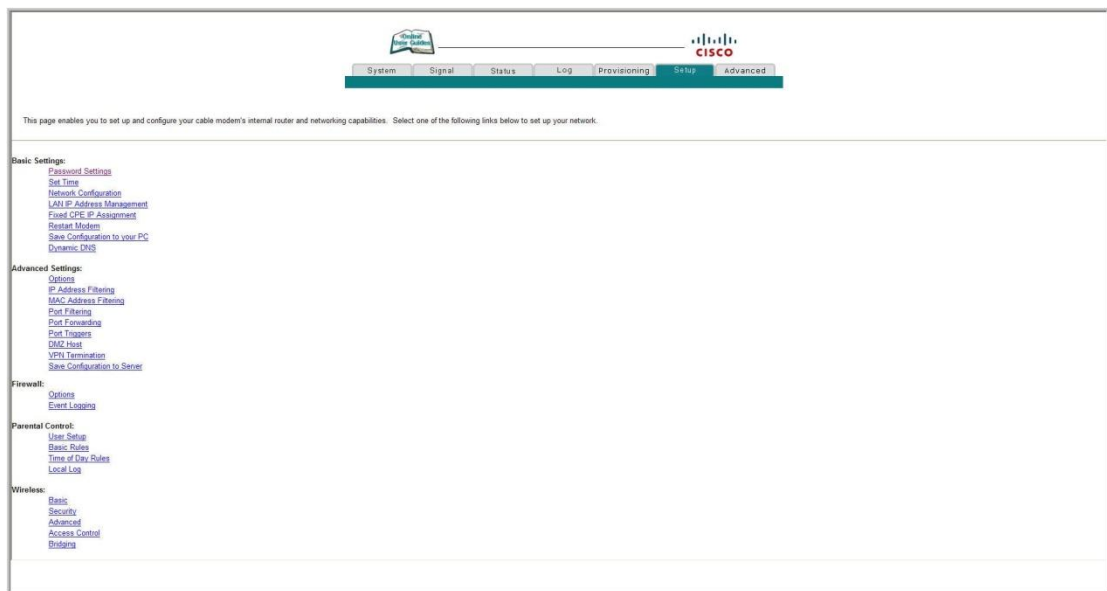 Online
User Guides
CISCO
System Signal Status Log Provisioning Setup Advanced
This page enables you to set up and configure your cable modem's internal router and networking capabilities. Select one of the following links below to set up your network.
Basic Settings:
Password Settings
Set Time
Network Configuration
LAN IP Address Management
Fixed CPE IP Assignment
Restart Modem
Save Configuration to your PC
Dynamic DNS
Advanced Settings:
Options
IP Address Filtering
MAC Address Filtering
Port Filtering
Port Forwarding
Port Triggers
DMZ Host
VPN Termination
Save Configuration to Server
Firewall:
Options
Event Logging
Parental Control:
User Setup
Basic Rules
Time of Day Rules
Local Log
Wireless:
Basic
Security
Advanced
Access Control
Bridging